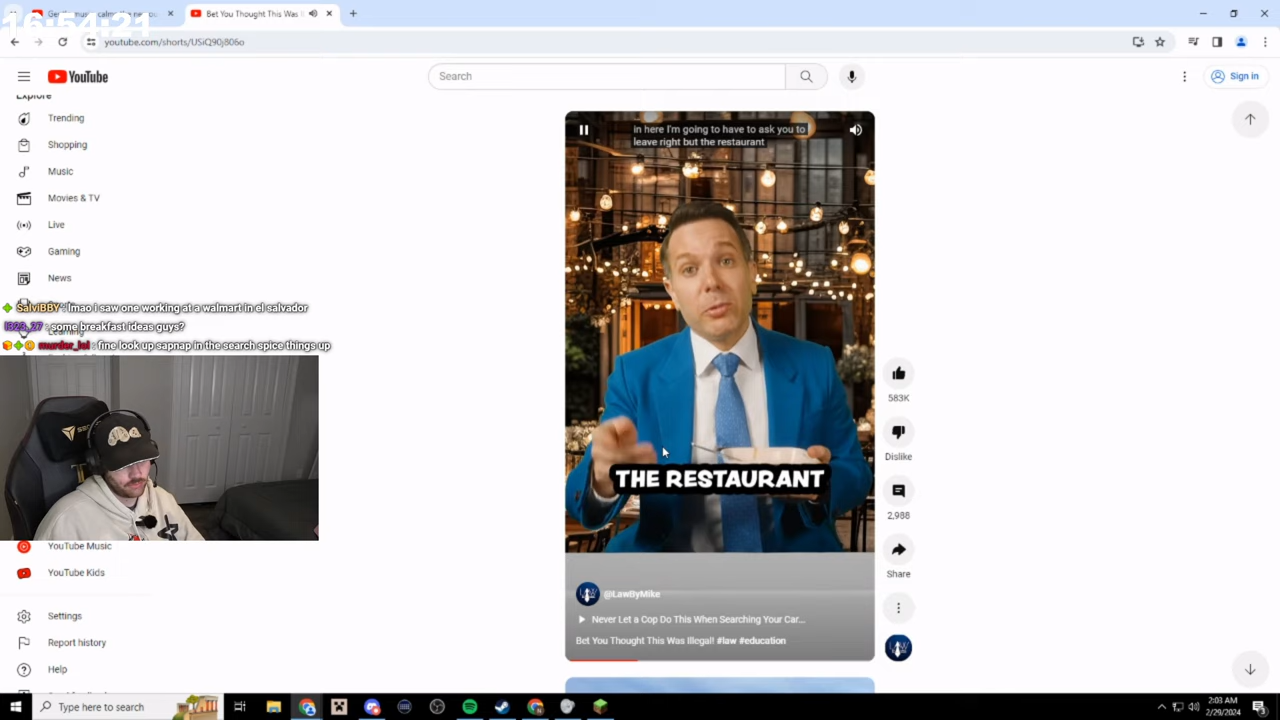 Bet You Thought This Was I
16:54:21
youtube.com/shorts/USiQ90j806o
YouTube
Search
Sign in
Explore
Trending
Shopping
Music
Movies & TV
Live
Gaming
News
SalviBBY : lmao i saw one working at a walmart in el salvador
some breakfast ideas guys?
murder_lol : fine look up sapnap in the search spice things up
YouTube Music
YouTube Kids
Settings
Report history
Help
in here I'm going to have to ask you to
leave right but the restaurant
THE RESTAURANT
@LawByMike
Never Let a Cop Do This When Searching Your Car...
Bet You Thought This Was Illegal! #law #education
583K
Dislike
2,988
Share
Type here to search
2:03 AM
2/29/2024